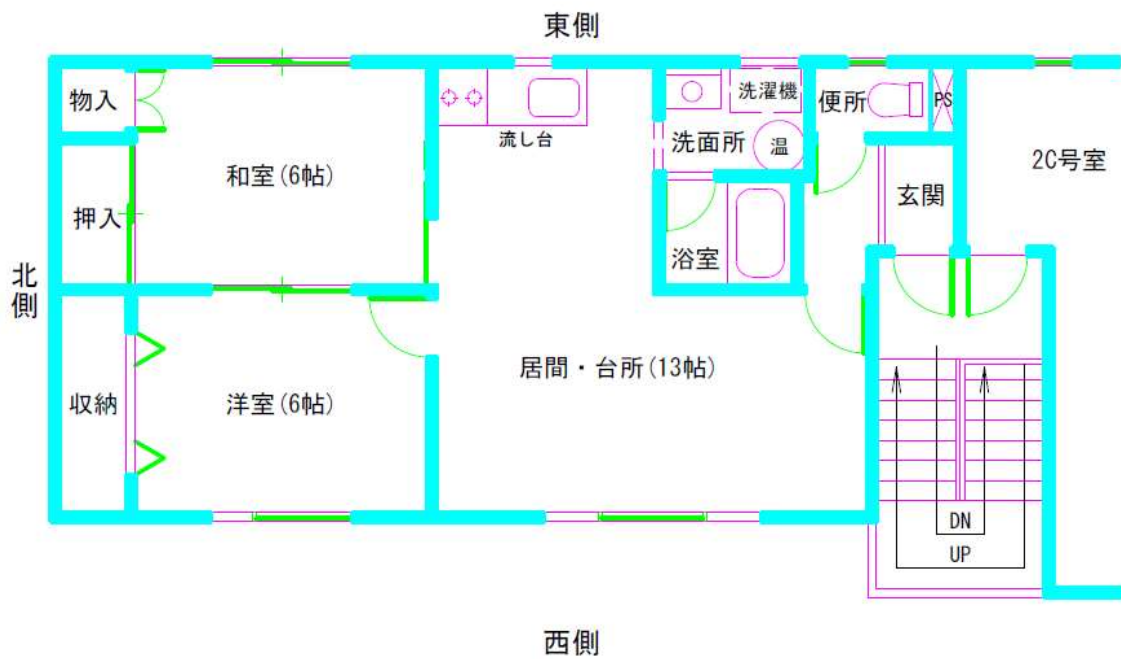 東側
物入
和室(6帖)
流し台
洗濯機
洗面所
温
便所
PS
2C号室
押入
玄関
浴室
北側
収納
洋室(6帖)
居間・台所(13帖)
DN
UP
西側